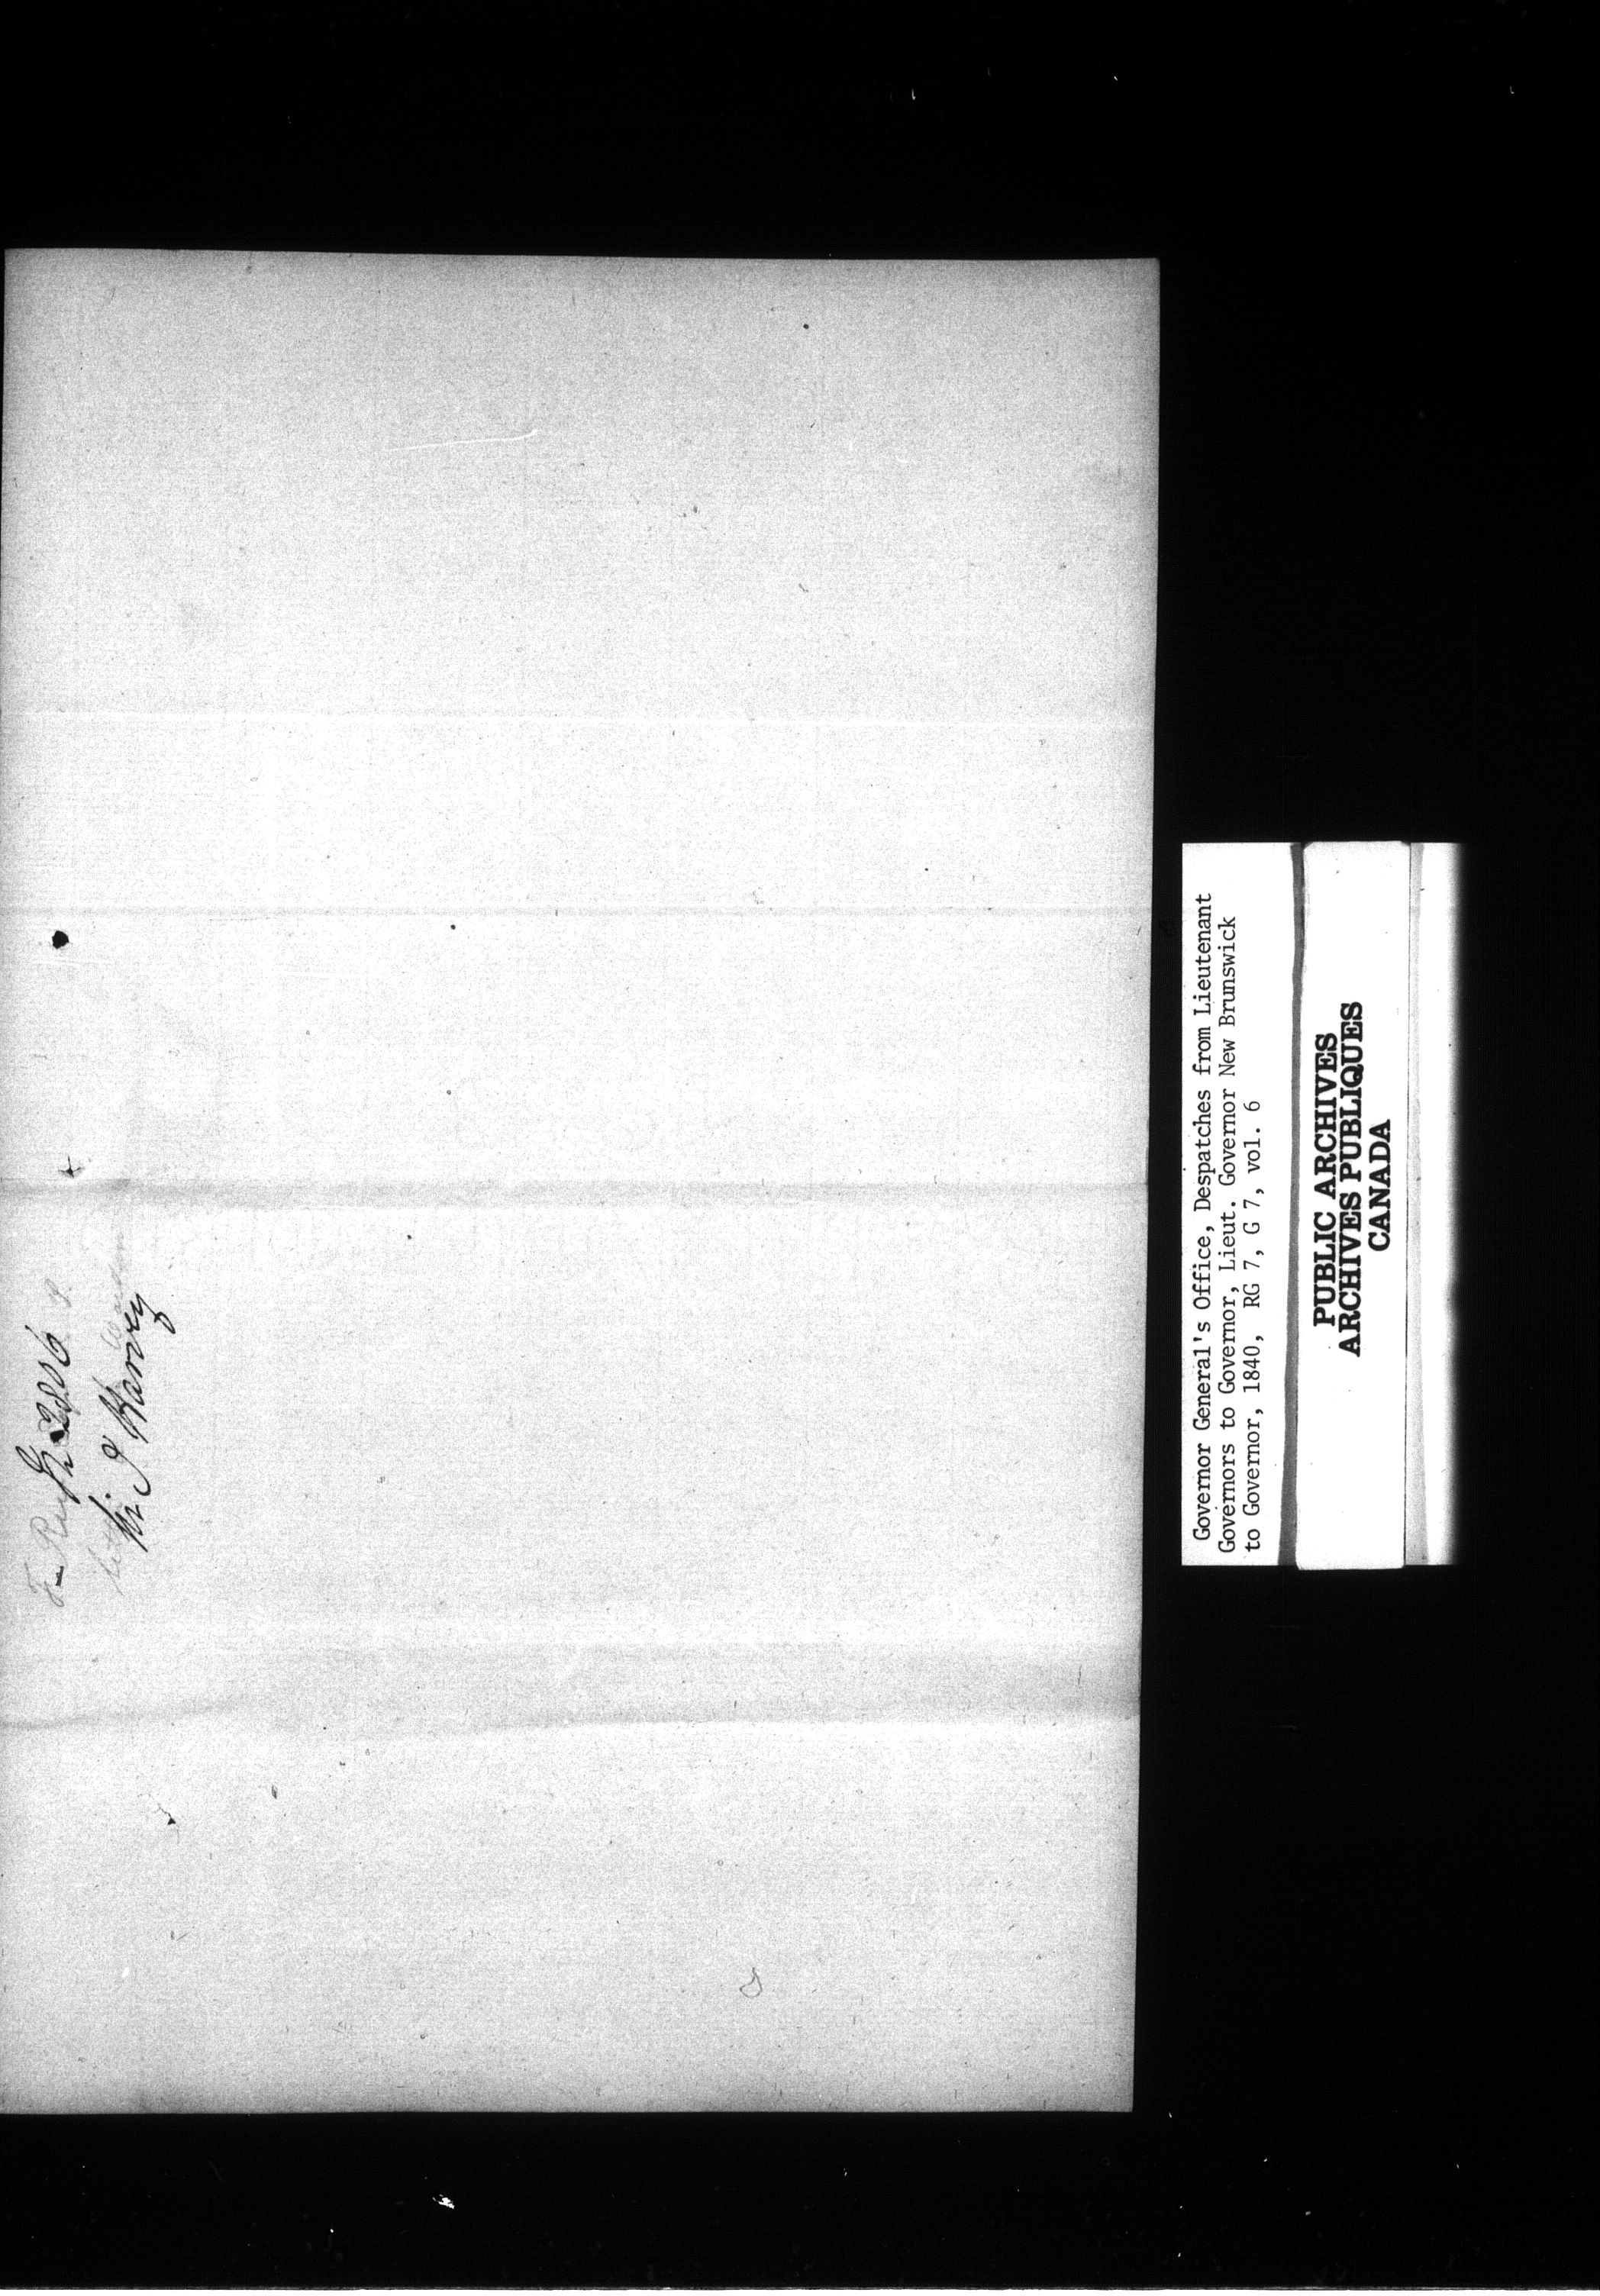 Sir J Harvey
Governor General's Office, Despatches from Lieutenant
Governors to Governor, Lieut. Governor New Brunswick
to Governor, 1840, RG 7, G 7, vol. 6
PUBLIC ARCHIVES
ARCHIVES PUBLIQUES
CANADA